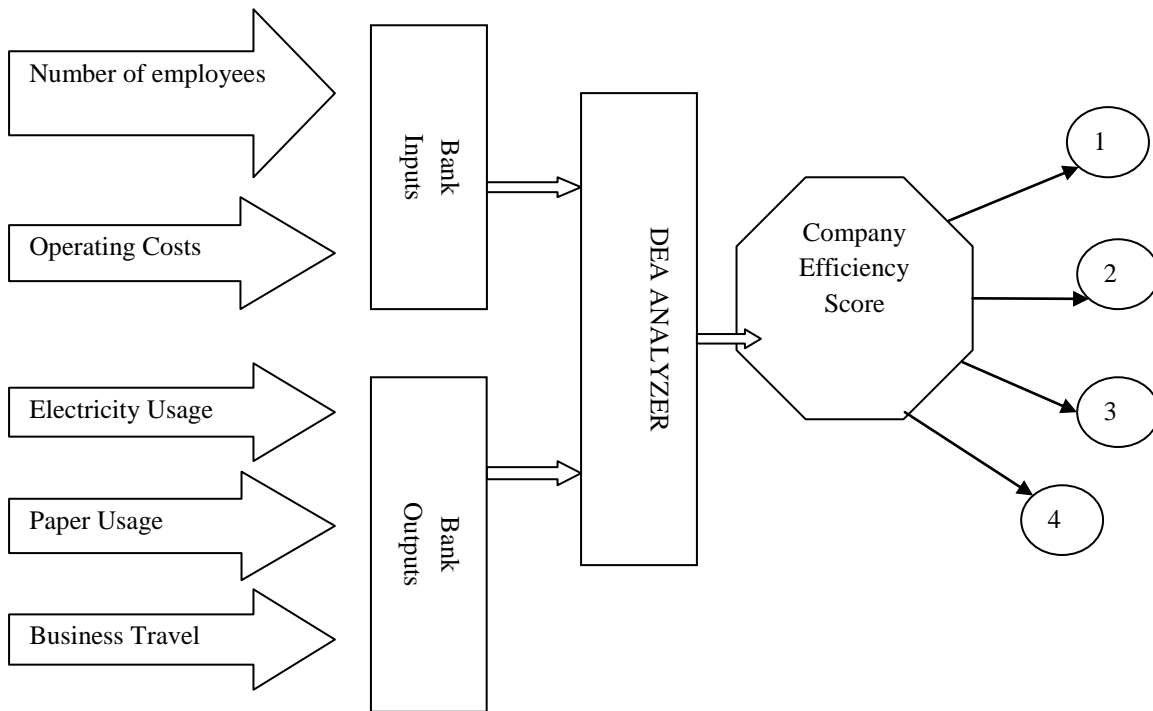 Number of employees
Operating Costs
Electricity Usage
Paper Usage
Business Travel
Bank
Inputs
Bank
Outputs
DEA ANALYZER
Company
Efficiency
Score
1
2
3
4